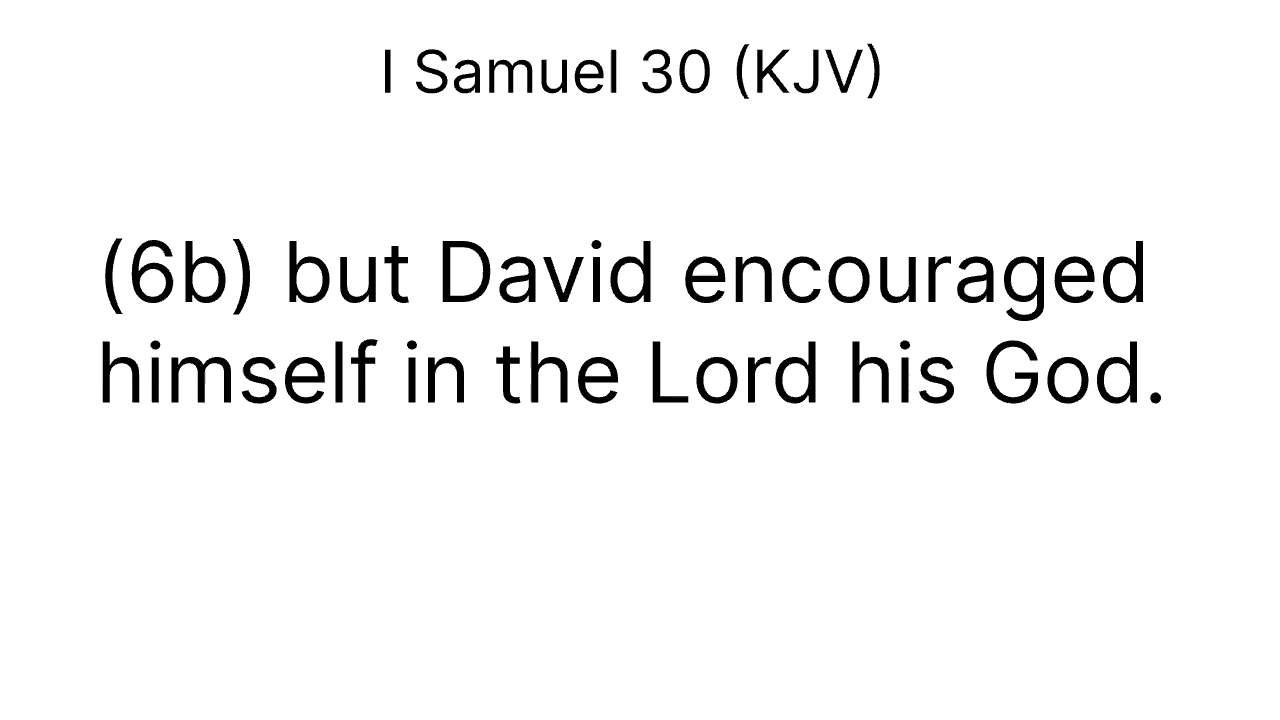 I Samuel 30 (KJV)
(6b) but David encouraged
himself in the Lord his God.